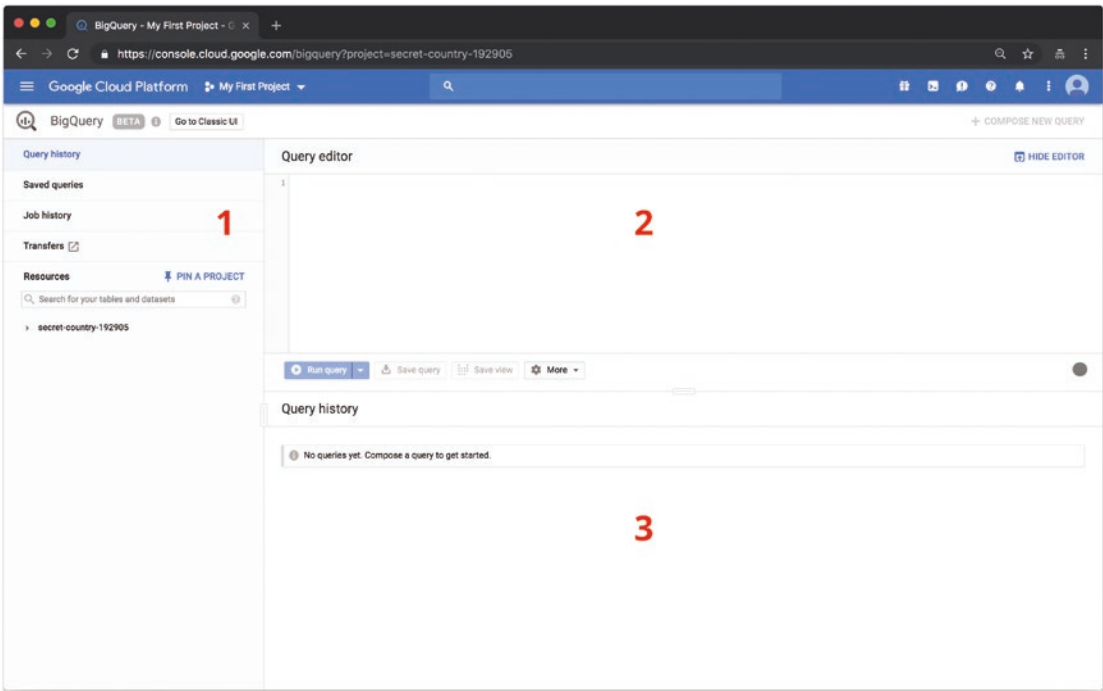 BigQuery - My First Project - G
https://console.cloud.google.com/bigquery?project=secret-country-192905
Google Cloud Platform My First Project
BigQuery BETA Go to Classic UI + COMPOSE NEW QUERY
Query history
Saved queries
Job history
Transfers
1
Resources PIN A PROJECT
Search for your tables and datasets
secret-country-192905
Query editor HIDE EDITOR
1
2
Run query Save query Save view More
Query history
No queries yet. Compose a query to get started.
3